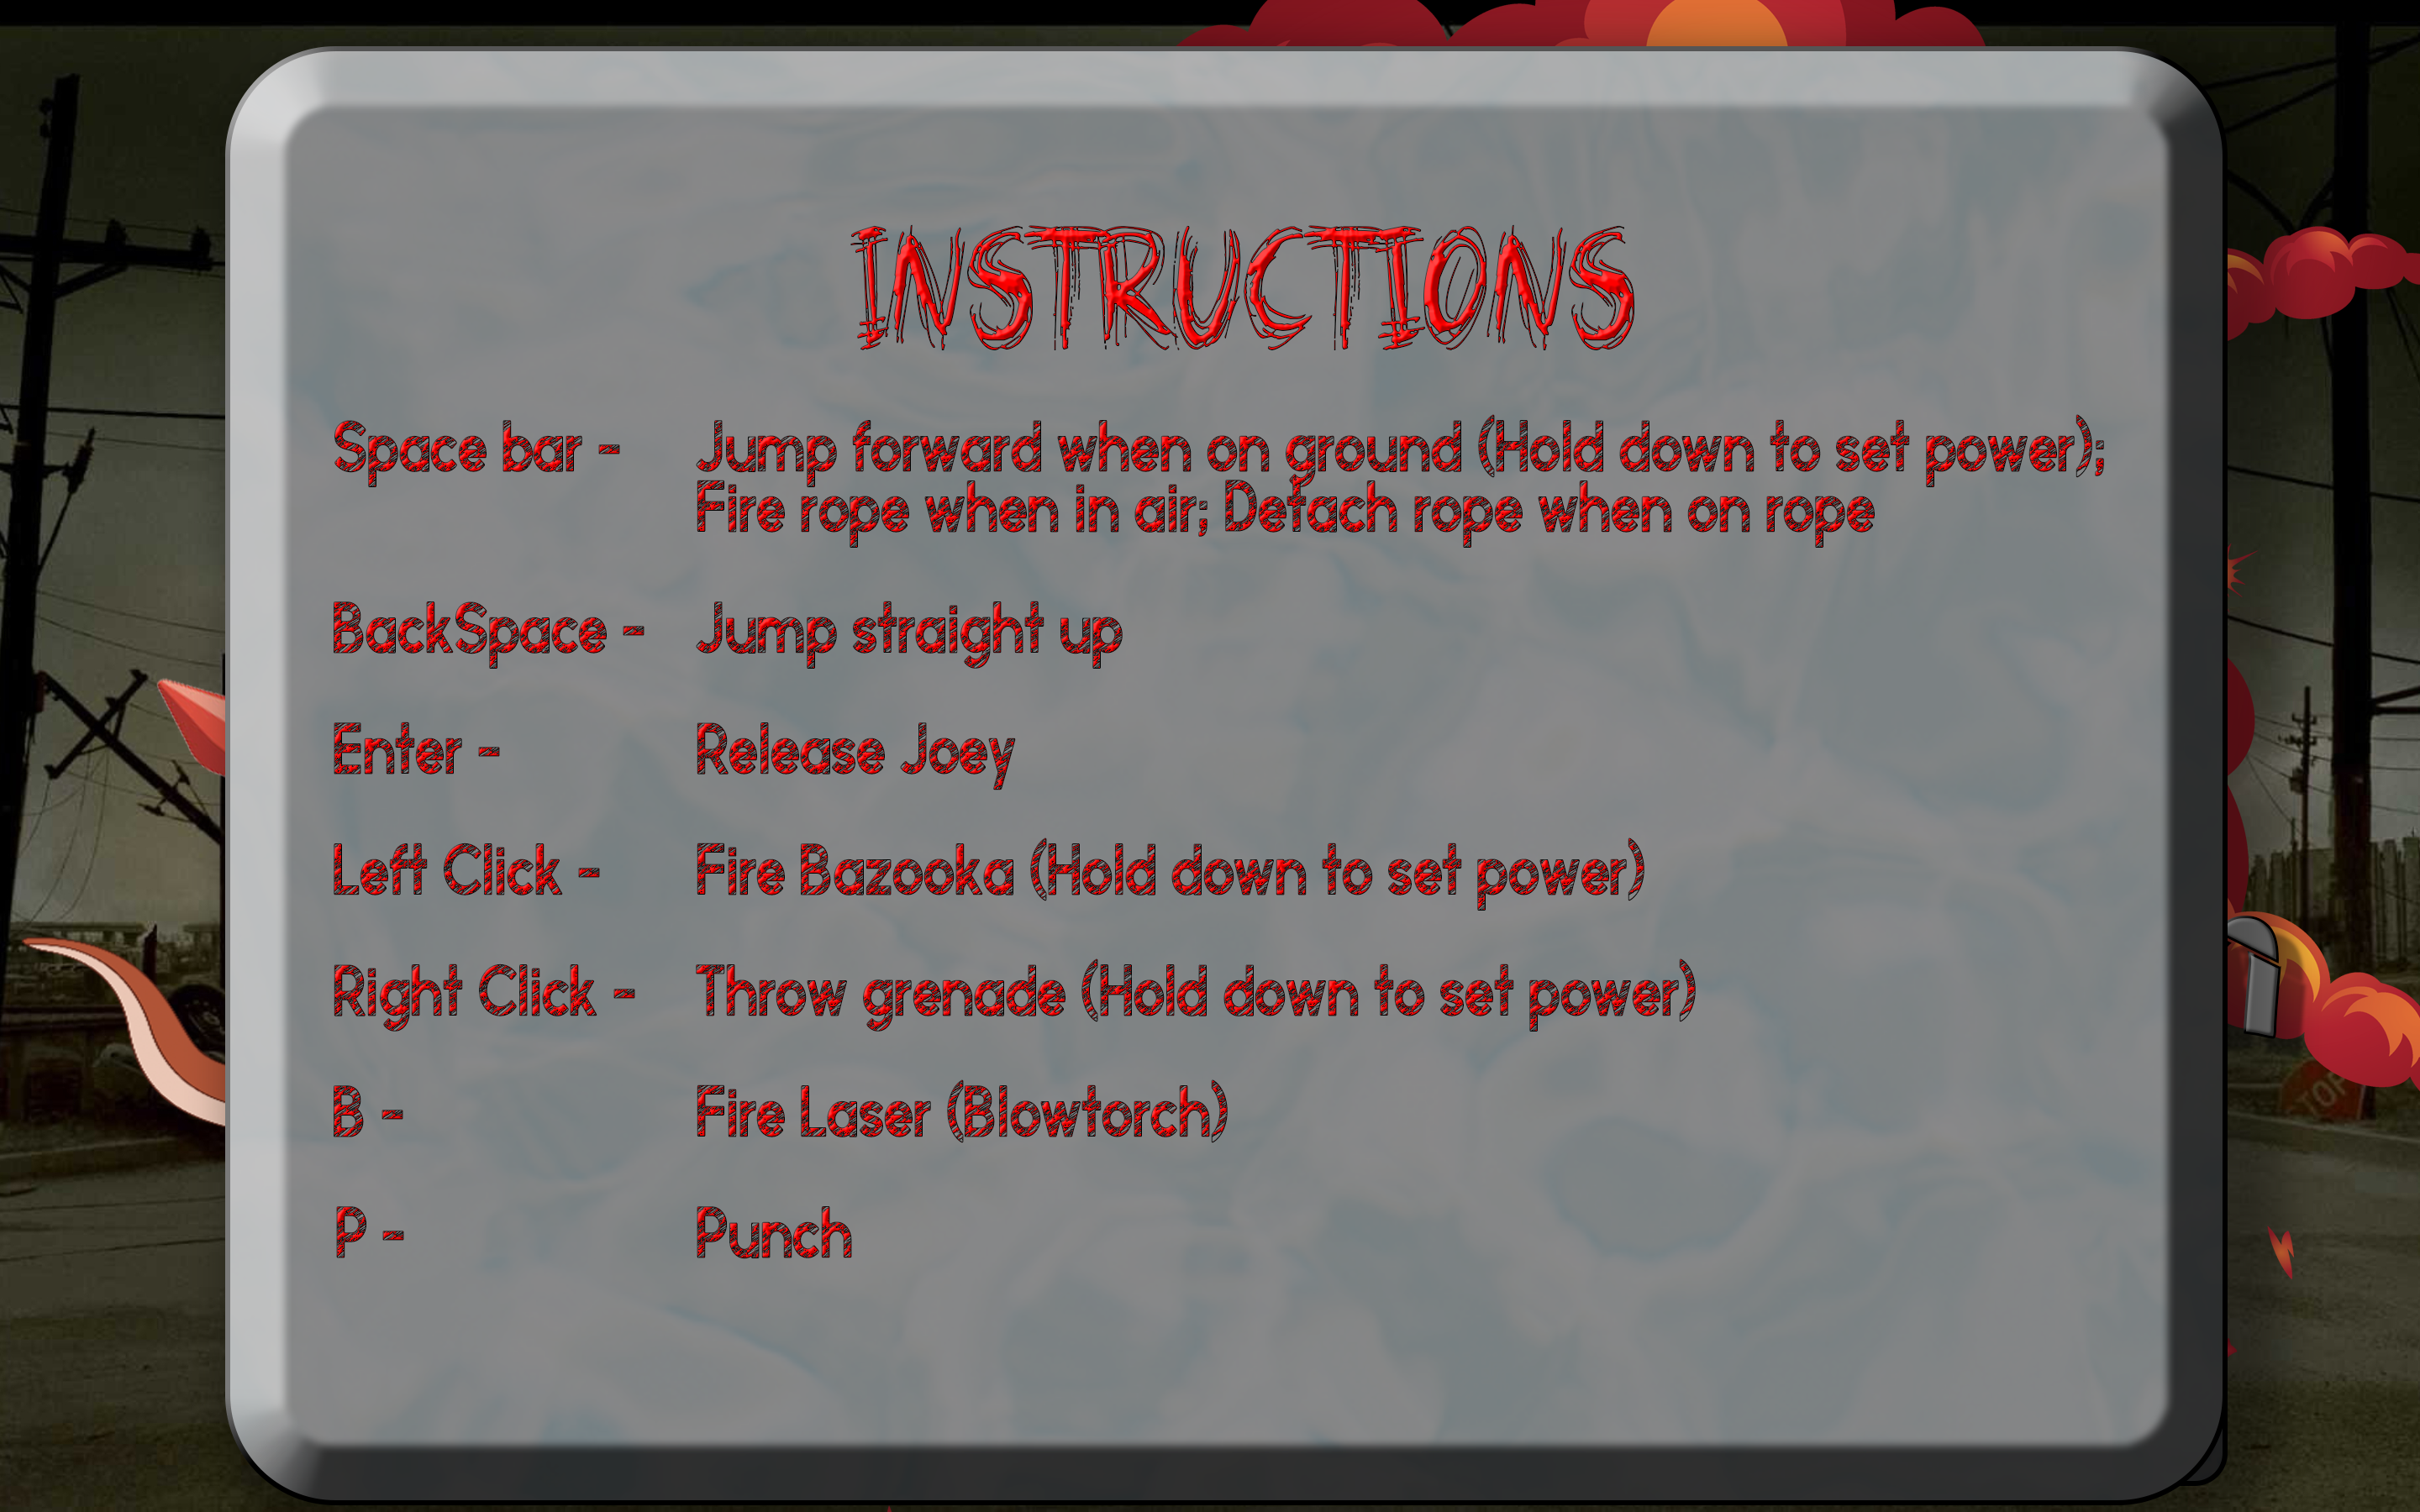 INSTRUCTIONS
Space bar - Jump forward when on ground (Hold down to set power);
Fire rope when in air; Detach rope when on rope
BackSpace - Jump straight up
Enter - Release Joey
Left Click - Fire Bazooka (Hold down to set power)
Right Click - Throw grenade (Hold down to set power)
B - Fire Laser (Blowtorch)
P - Punch
STOP